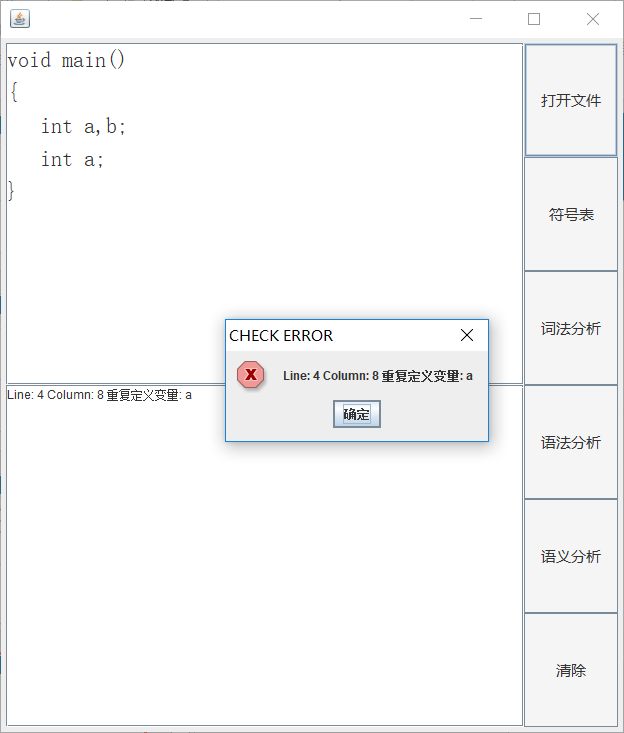 void main()
{
int a,b;
int a;
}
打开文件
符号表
词法分析
语法分析
语义分析
清除
CHECK ERROR
Line: 4 Column: 8 重复定义变量: a
确定
Line: 4 Column: 8 重复定义变量: a